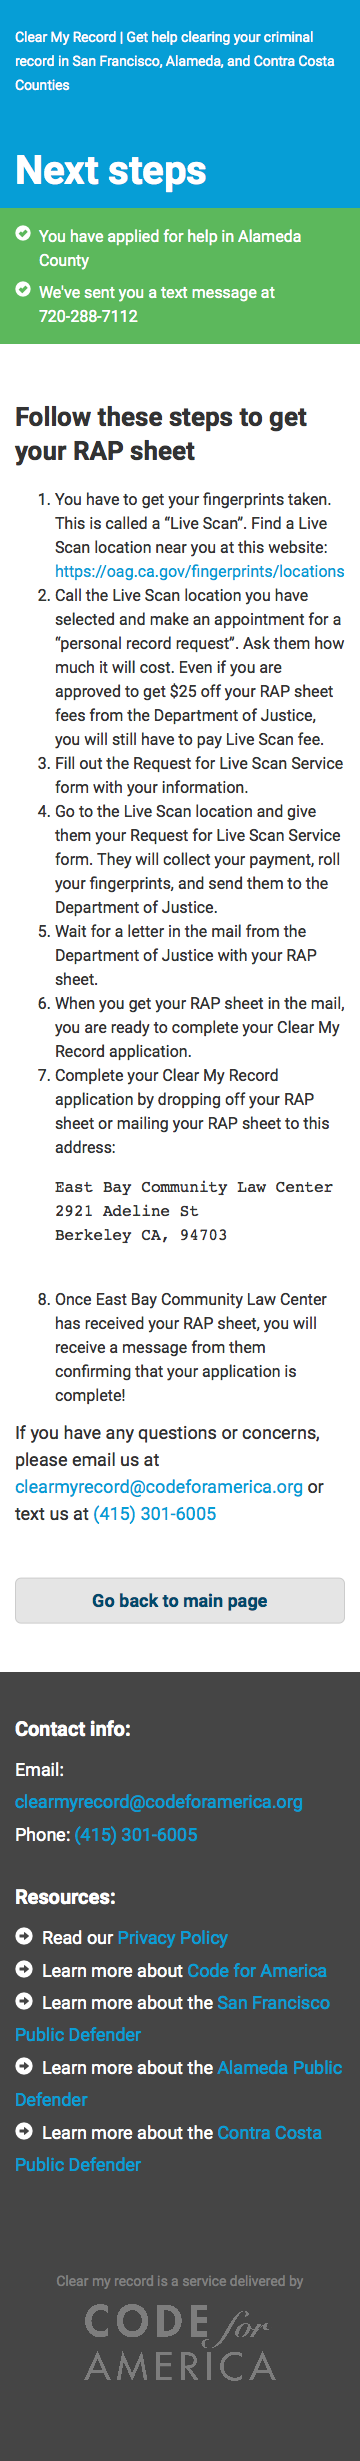 Clear My Record | Get help clearing your criminal
record in San Francisco, Alameda, and Contra Costa
Counties
Next steps
You have applied for help in Alameda
County
We've sent you a text message at
720-288-7112
Follow these steps to get
your RAP sheet
1. You have to get your fingerprints taken.
This is called a “Live Scan”. Find a Live
Scan location near you at this website:
https://oag.ca.gov/fingerprints/locations
2. Call the Live Scan location you have
selected and make an appointment for a
“personal record request”. Ask them how
much it will cost. Even if you are
approved to get $25 off your RAP sheet
fees from the Department of Justice,
you will still have to pay Live Scan fee.
3. Fill out the Request for Live Scan Service
form with your information.
4. Go to the Live Scan location and give
them your Request for Live Scan Service
form. They will collect your payment, roll
your fingerprints, and send them to the
Department of Justice.
5. Wait for a letter in the mail from the
Department of Justice with your RAP
sheet.
6. When you get your RAP sheet in the mail,
you are ready to complete your Clear My
Record application.
7. Complete your Clear My Record
application by dropping off your RAP
sheet or mailing your RAP sheet to this
address:
East Bay Community Law Center
2921 Adeline St
Berkeley CA, 94703
8. Once East Bay Community Law Center
has received your RAP sheet, you will
receive a message from them
confirming that your application is
complete!
If you have any questions or concerns,
please email us at
clearmyrecord@codeforamerica.org or
text us at (415) 301-6005
Go back to main page
Contact info:
Email:
clearmyrecord@codeforamerica.org
Phone: (415) 301-6005
Resources:
Read our Privacy Policy
Learn more about Code for America
Learn more about the San Francisco
Public Defender
Learn more about the Alameda Public
Defender
Learn more about the Contra Costa
Public Defender
Clear my record is a service delivered by
CODE for
AMERICA